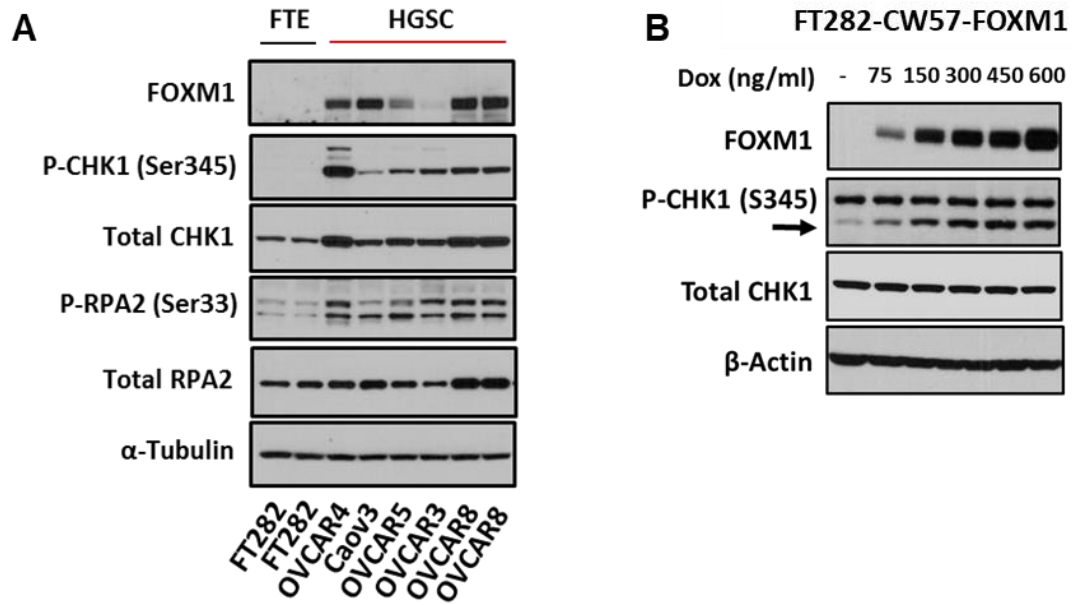 A
FTE HGSC
FOXM1
P-CHK1 (Ser345)
Total CHK1
P-RPA2 (Ser33)
Total RPA2
α-Tubulin
FT282 FT282 OVCAR4 Caov3 OVCAR5 OVCAR3 OVCAR8 OVCAR8
B
FT282-CW57-FOXM1
Dox (ng/ml) - 75 150 300 450 600
FOXM1
P-CHK1 (S345)
Total CHK1
β-Actin